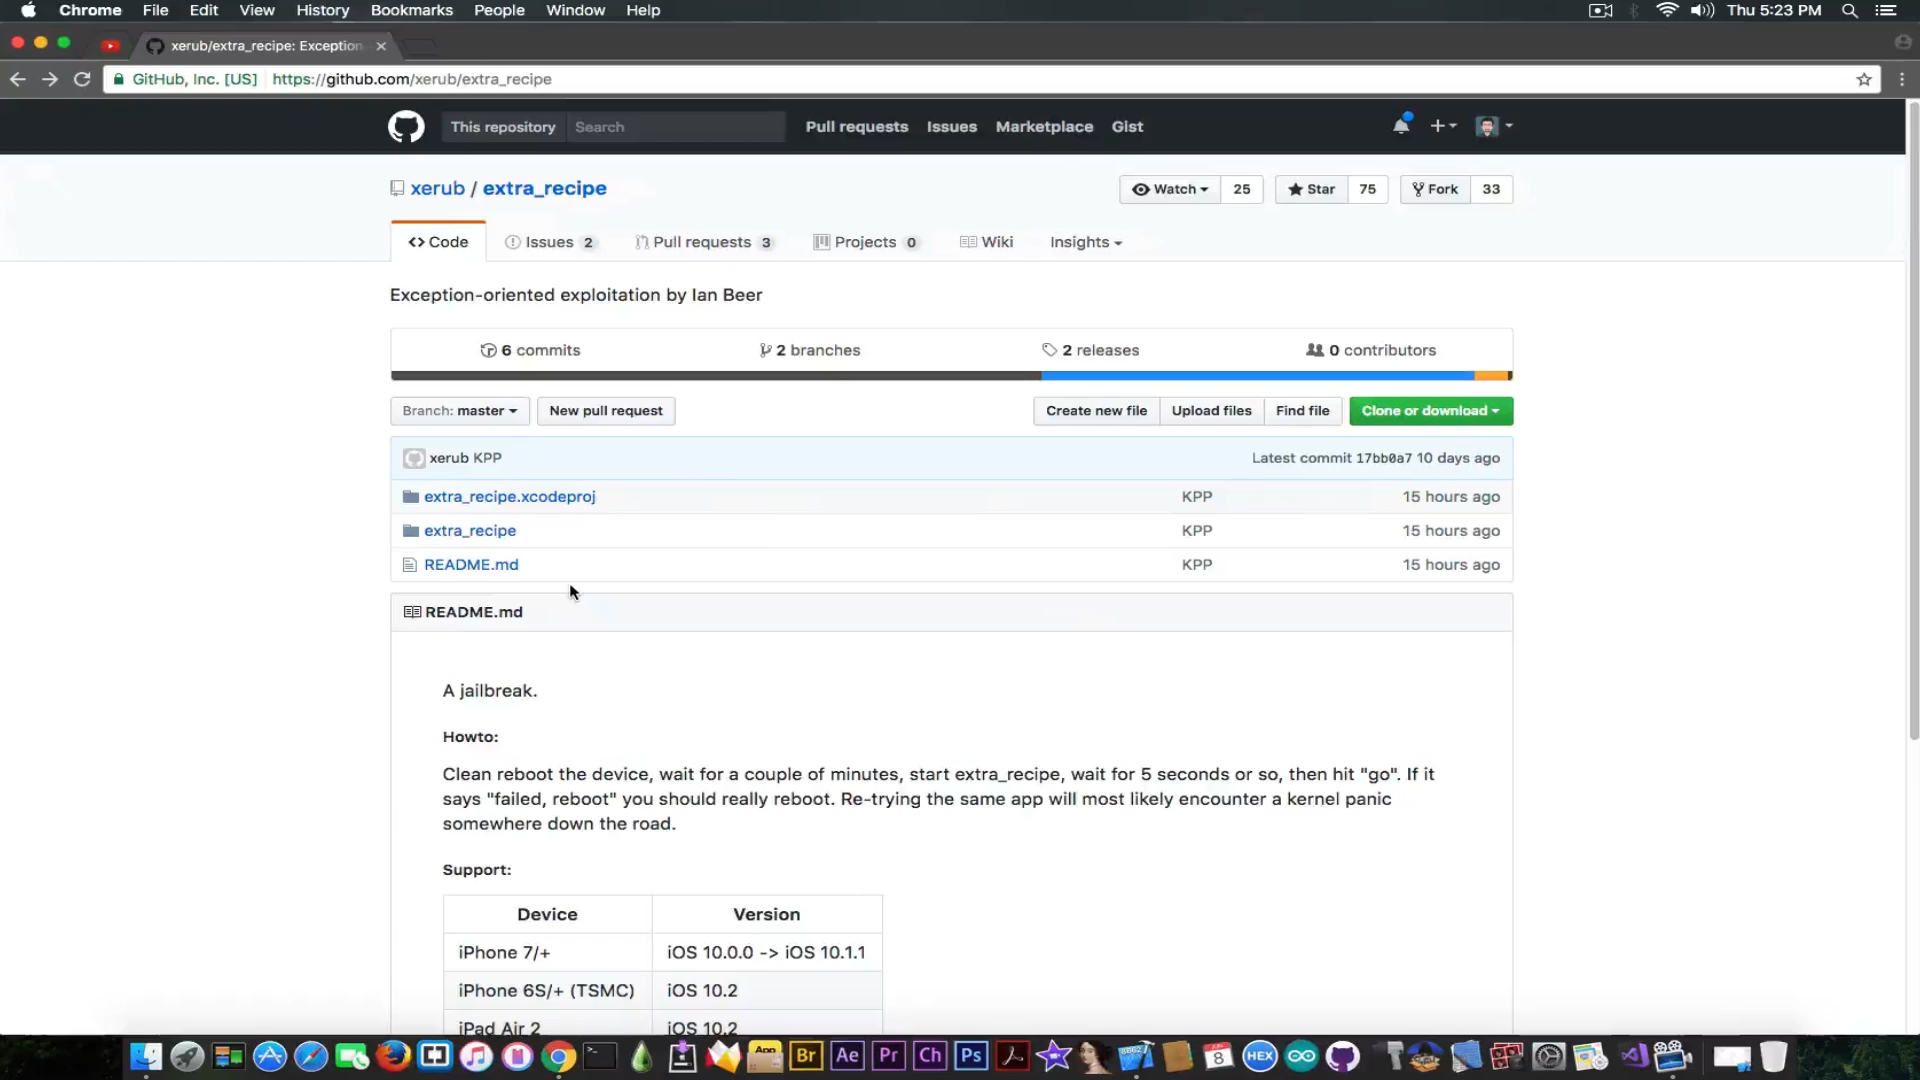 Chrome File Edit View History Bookmarks People Window Help Thu 5:23 PM
xerub/extra_recipe: Exception
GitHub, Inc. [US] https://github.com/xerub/extra_recipe
This repository Search Pull requests Issues Marketplace Gist
xerub / extra_recipe Watch 25 Star 75 Fork 33
Code Issues 2 Pull requests 3 Projects 0 Wiki Insights
Exception-oriented exploitation by Ian Beer
6 commits 2 branches 2 releases 0 contributors
Branch: master New pull request Create new file Upload files Find file Clone or download
xerub KPP Latest commit 17bb0a7 10 days ago
extra_recipe.xcodeproj KPP 15 hours ago
extra_recipe KPP 15 hours ago
README.md KPP 15 hours ago
README.md
A jailbreak.
Howto:
Clean reboot the device, wait for a couple of minutes, start extra_recipe, wait for 5 seconds or so, then hit "go". If it
says "failed, reboot" you should really reboot. Re-trying the same app will most likely encounter a kernel panic
somewhere down the road.
Support:
Device Version
iPhone 7/+ iOS 10.0.0 -> iOS 10.1.1
iPhone 6S/+ (TSMC) iOS 10.2
iPad Air 2 iOS 10.2
App Br Ae Pr Ch Ps 8 HEX